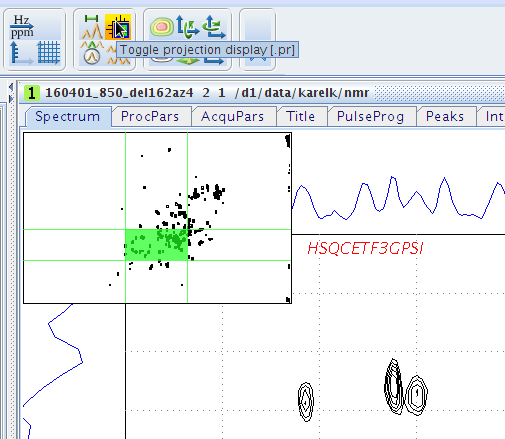 Hz
ppm
Toggle projection display [.pr]
1 160401_850_del162az4 2 1 /d1/data/karelk/nmr
Spectrum ProcPars AcquPars Title PulseProg Peaks Int
HSQCETF3GPSI